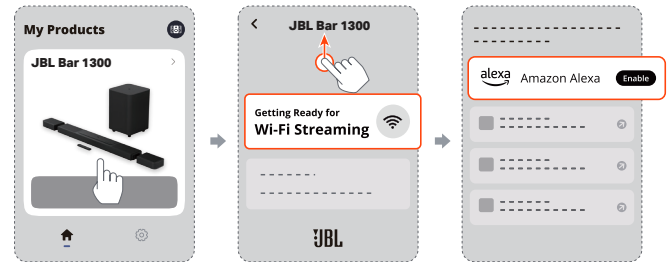 My Products
JBL Bar 1300
JBL Bar 1300
Getting Ready for
Wi-Fi Streaming
JBL
alexa
Amazon Alexa
Enable